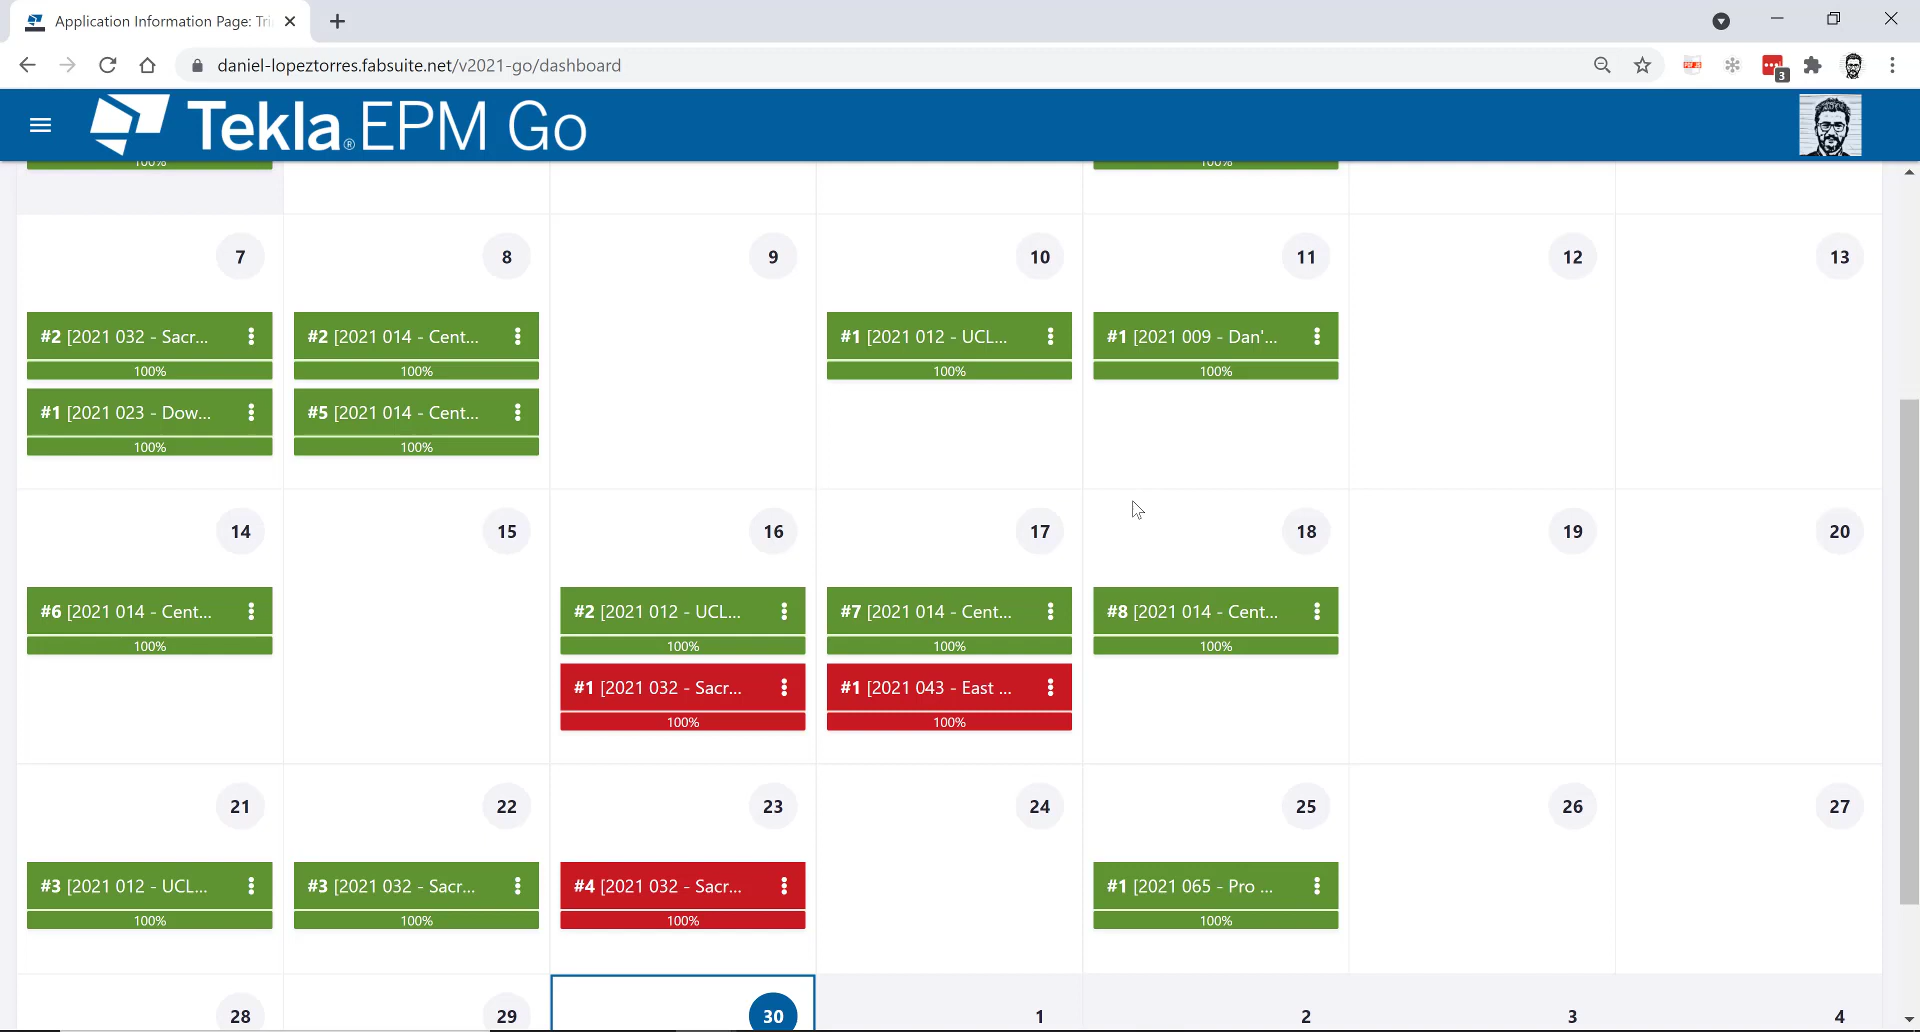 Application Information Page: Tri
daniel-lopeztorres.fabsuite.net/v2021-go/dashboard
3
Tekla® EPM Go
100% 100%
7 8 9 10 11 12 13
#2 [2021 032 - Sacr... #2 [2021 014 - Cent... #1 [2021 012 - UCL... #1 [2021 009 - Dan'...
100% 100% 100% 100%
#1 [2021 023 - Dow... #5 [2021 014 - Cent...
100% 100%
14 15 16 17 18 19 20
#6 [2021 014 - Cent... #2 [2021 012 - UCL... #7 [2021 014 - Cent... #8 [2021 014 - Cent...
100% 100% 100% 100%
#1 [2021 032 - Sacr... #1 [2021 043 - East ...
100% 100%
21 22 23 24 25 26 27
#3 [2021 012 - UCL... #3 [2021 032 - Sacr... #4 [2021 032 - Sacr... #1 [2021 065 - Pro ...
100% 100% 100% 100%
28 29 30 1 2 3 4